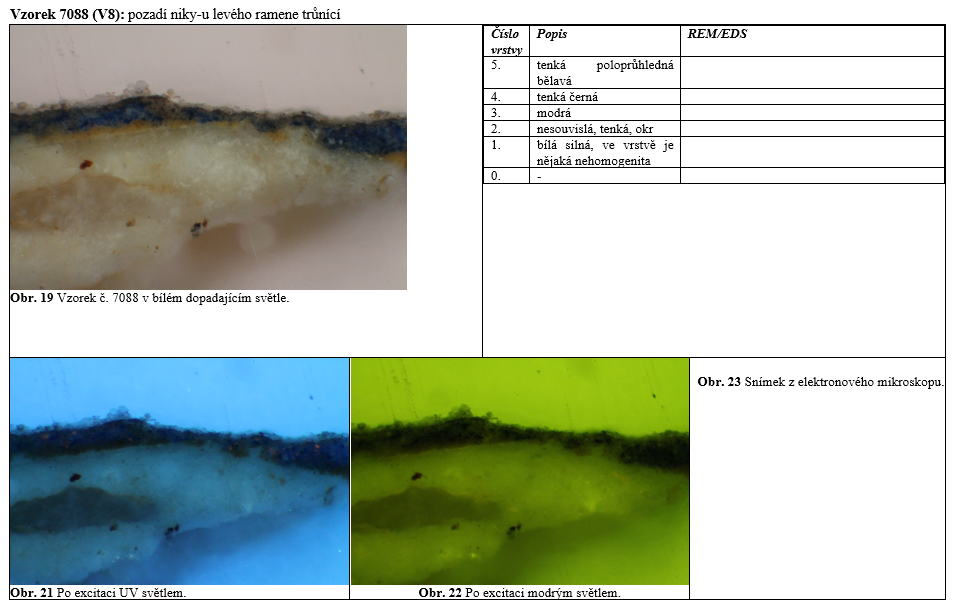 Vzorek 7088 (V8): pozadí niky-u levého ramene trůnící
Číslo vrstvy Popis REM/EDS
5. tenká poloprůhledná bělavá
4. tenká černá
3. modrá
2. nesouvislá, tenká, okr
1. bílá silná, ve vrstvě je nějaká nehomogenita
0. -
Obr. 19 Vzorek č. 7088 v bílém dopadajícím světle.
Obr. 23 Snímek z elektronového mikroskopu.
Obr. 21 Po excitaci UV světlem.
Obr. 22 Po excitaci modrým světlem.